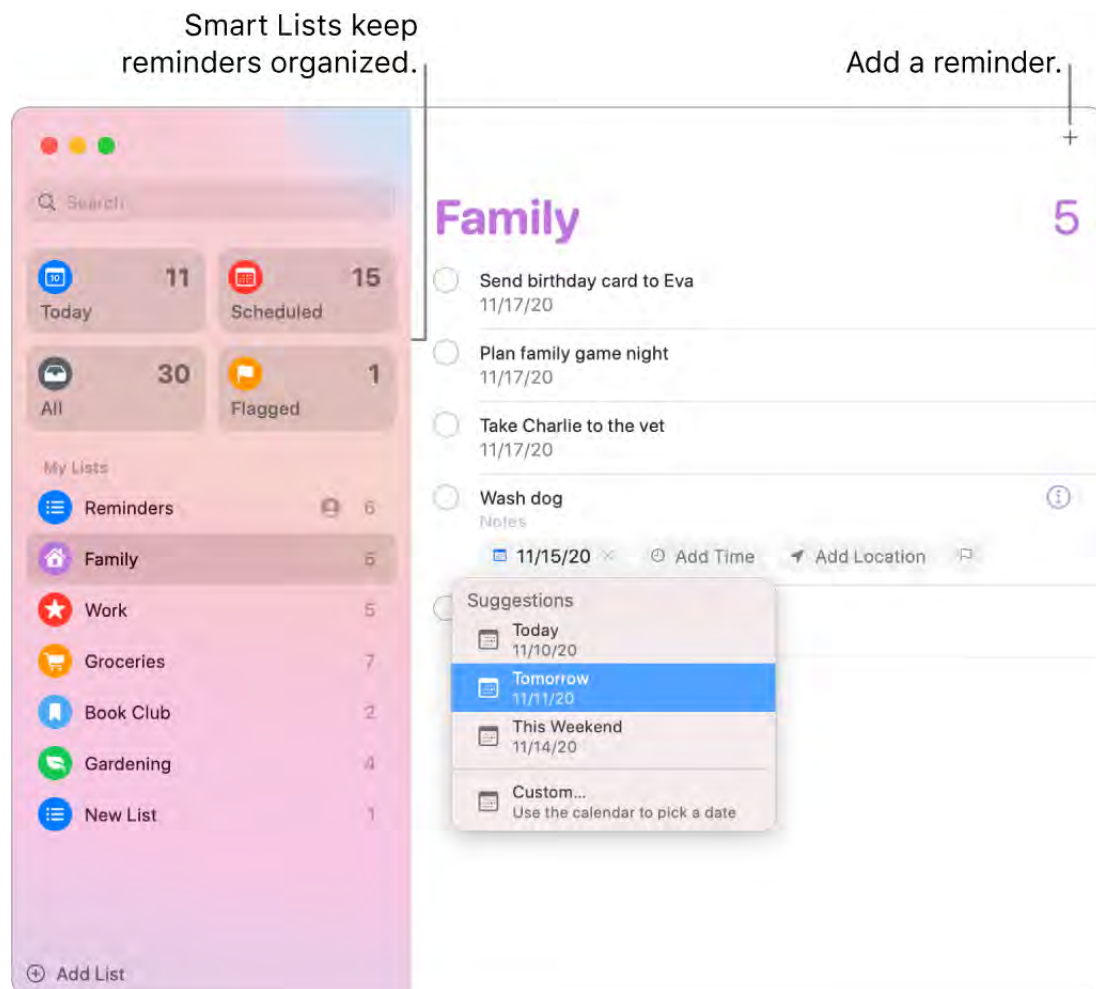 Smart Lists keep
reminders organized.
Add a reminder.
+
Search
10
11
Today
15
Scheduled
30
All
1
Flagged
My Lists
Reminders 6
Family 5
Work 5
Groceries 7
Book Club 2
Gardening 4
New List 1
Add List
Family 5
Send birthday card to Eva
11/17/20
Plan family game night
11/17/20
Take Charlie to the vet
11/17/20
Wash dog
Notes
11/15/20 Add Time Add Location
Suggestions
Today
11/10/20
Tomorrow
11/11/20
This Weekend
11/14/20
Custom...
Use the calendar to pick a date